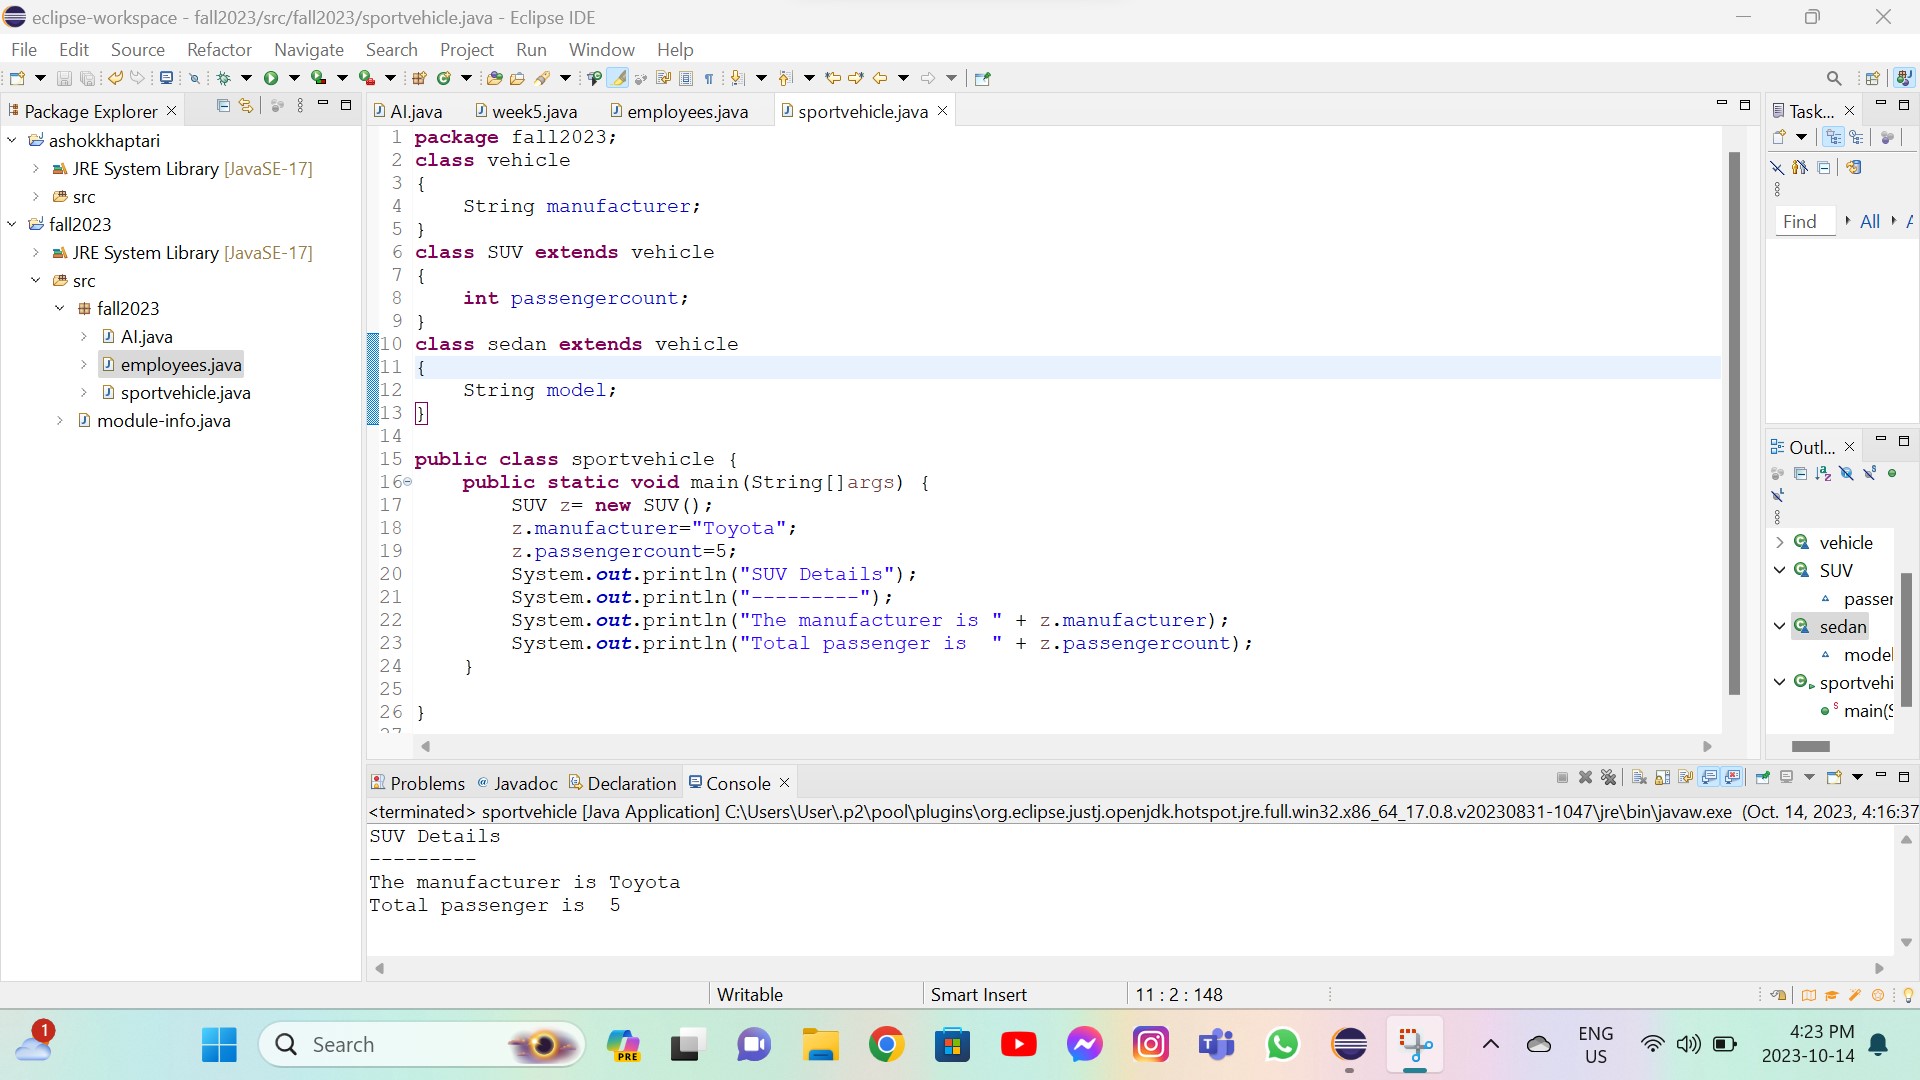 eclipse-workspace - fall2023/src/fall2023/sportvehicle.java - Eclipse IDE
File Edit Source Refactor Navigate Search Project Run Window Help
Package Explorer
ashokkhaptari
JRE System Library [JavaSE-17]
src
fall2023
JRE System Library [JavaSE-17]
src
fall2023
AI.java
employees.java
sportvehicle.java
module-info.java
AI.java week5.java employees.java sportvehicle.java
1 package fall2023;
2 class vehicle
3 {
4 String manufacturer;
5 }
6 class SUV extends vehicle
7 {
8 int passengercount;
9 }
10 class sedan extends vehicle
11 {
12 String model;
13 }
14
15 public class sportvehicle {
16 public static void main(String[]args) {
17 SUV z= new SUV();
18 z.manufacturer="Toyota";
19 z.passengercount=5;
20 System.out.println("SUV Details");
21 System.out.println("---------");
22 System.out.println("The manufacturer is " + z.manufacturer);
23 System.out.println("Total passenger is  " + z.passengercount);
24 }
25
26 }
27
Task...
Find All
Outl...
vehicle
SUV
passer
sedan
model
sportvehi
main(S
Problems Javadoc Declaration Console
<terminated> sportvehicle [Java Application] C:\Users\User\.p2\pool\plugins\org.eclipse.justj.openjdk.hotspot.jre.full.win32.x86_64_17.0.8.v20230831-1047\jre\bin\javaw.exe (Oct. 14, 2023, 4:16:37
SUV Details
---------
The manufacturer is Toyota
Total passenger is  5
Writable Smart Insert 11 : 2 : 148
1
Search
PRE
ENG
US
4:23 PM
2023-10-14